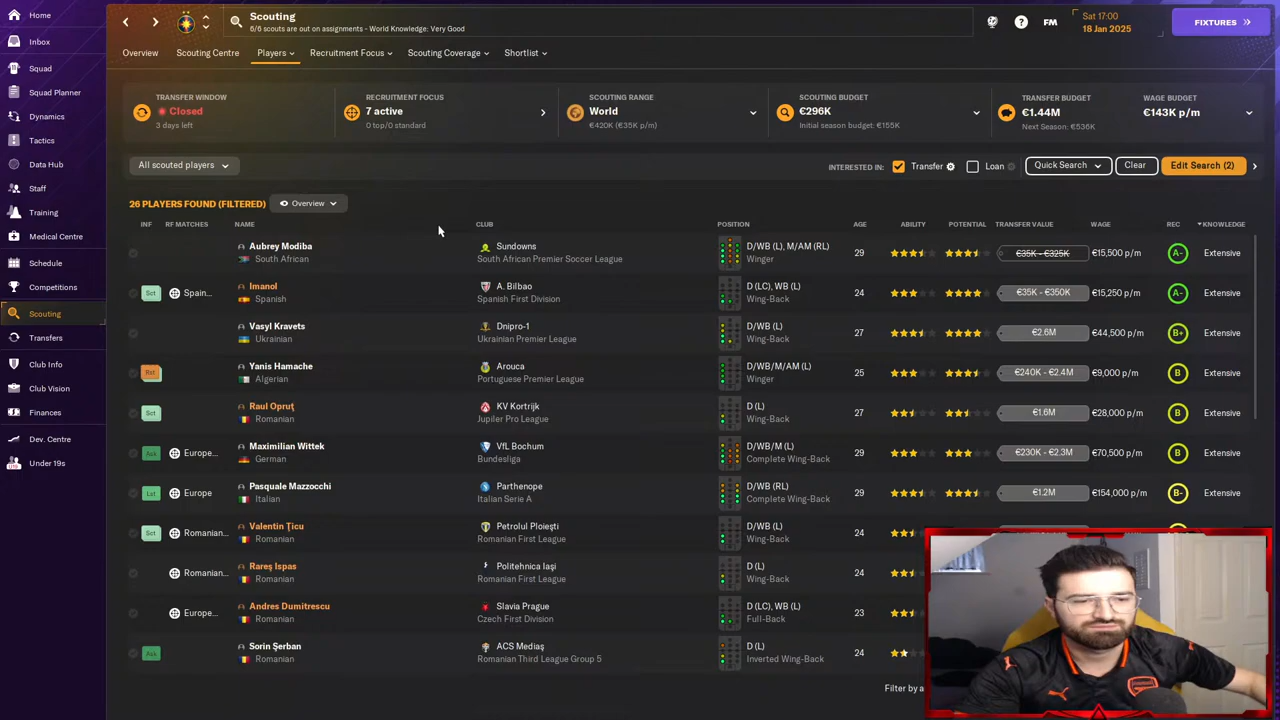 Home
Inbox
Squad
Squad Planner
Dynamics
Tactics
Data Hub
Staff
Training
Medical Centre
Schedule
Competitions
Scouting
Transfers
Club Info
Club Vision
Finances
Dev. Centre
Under 19s
Scouting
6/6 scouts are out on assignments - World Knowledge: Very Good
FM
Sat 17:00
18 Jan 2025
FIXTURES
Overview Scouting Centre Players Recruitment Focus Scouting Coverage Shortlist
TRANSFER WINDOW
Closed
3 days left
RECRUITMENT FOCUS
7 active
0 top/0 standard
SCOUTING RANGE
World
€420K (€35K p/m)
SCOUTING BUDGET
€296K
Initial season budget: €155K
TRANSFER BUDGET
€1.44M
Next Season: €536K
WAGE BUDGET
€143K p/m
All scouted players
INTERESTED IN: Transfer Loan Quick Search Clear Edit Search (2)
26 PLAYERS FOUND (FILTERED) Overview
INF RF MATCHES NAME CLUB POSITION AGE ABILITY POTENTIAL TRANSFER VALUE WAGE REC KNOWLEDGE
Aubrey Modiba Sundowns D/WB (L), M/AM (RL) 29 €35K - €325K €15,500 p/m A- Extensive
South African South African Premier Soccer League Winger
Sct Spain... Imanol A. Bilbao D (LC), WB (L) 24 €35K - €350K €15,250 p/m A- Extensive
Spanish Spanish First Division Wing-Back
Vasyl Kravets Dnipro-1 D/WB (L) 27 €2.6M €44,500 p/m B+ Extensive
Ukrainian Ukrainian Premier League Wing-Back
Yanis Hamache Arouca D/WB/M/AM (L) 25 €240K - €2.4M €9,000 p/m B Extensive
Algerian Portuguese Premier League Winger
Sct Raul Opruț KV Kortrijk D (L) 27 €1.6M €28,000 p/m B Extensive
Romanian Jupiler Pro League Wing-Back
Ask Europe... Maximilian Wittek VfL Bochum D/WB/M (L) 29 €230K - €2.3M €70,500 p/m B Extensive
German Bundesliga Complete Wing-Back
Lst Europe Pasquale Mazzocchi Parthenope D/WB (RL) 29 €1.2M €154,000 p/m B- Extensive
Italian Italian Serie A Complete Wing-Back
Sct Romanian... Valentin Țicu Petrolul Ploiești D/WB (L) 24
Romanian Romanian First League Wing-Back
Romanian... Rareș Ispas Politehnica Iași D (L) 24
Romanian Romanian First League Wing-Back
Europe... Andres Dumitrescu Slavia Prague D (LC), WB (L) 23
Romanian Czech First Division Full-Back
Ask Sorin Șerban ACS Mediaș D (L) 24
Romanian Romanian Third League Group 5 Inverted Wing-Back
Filter by a